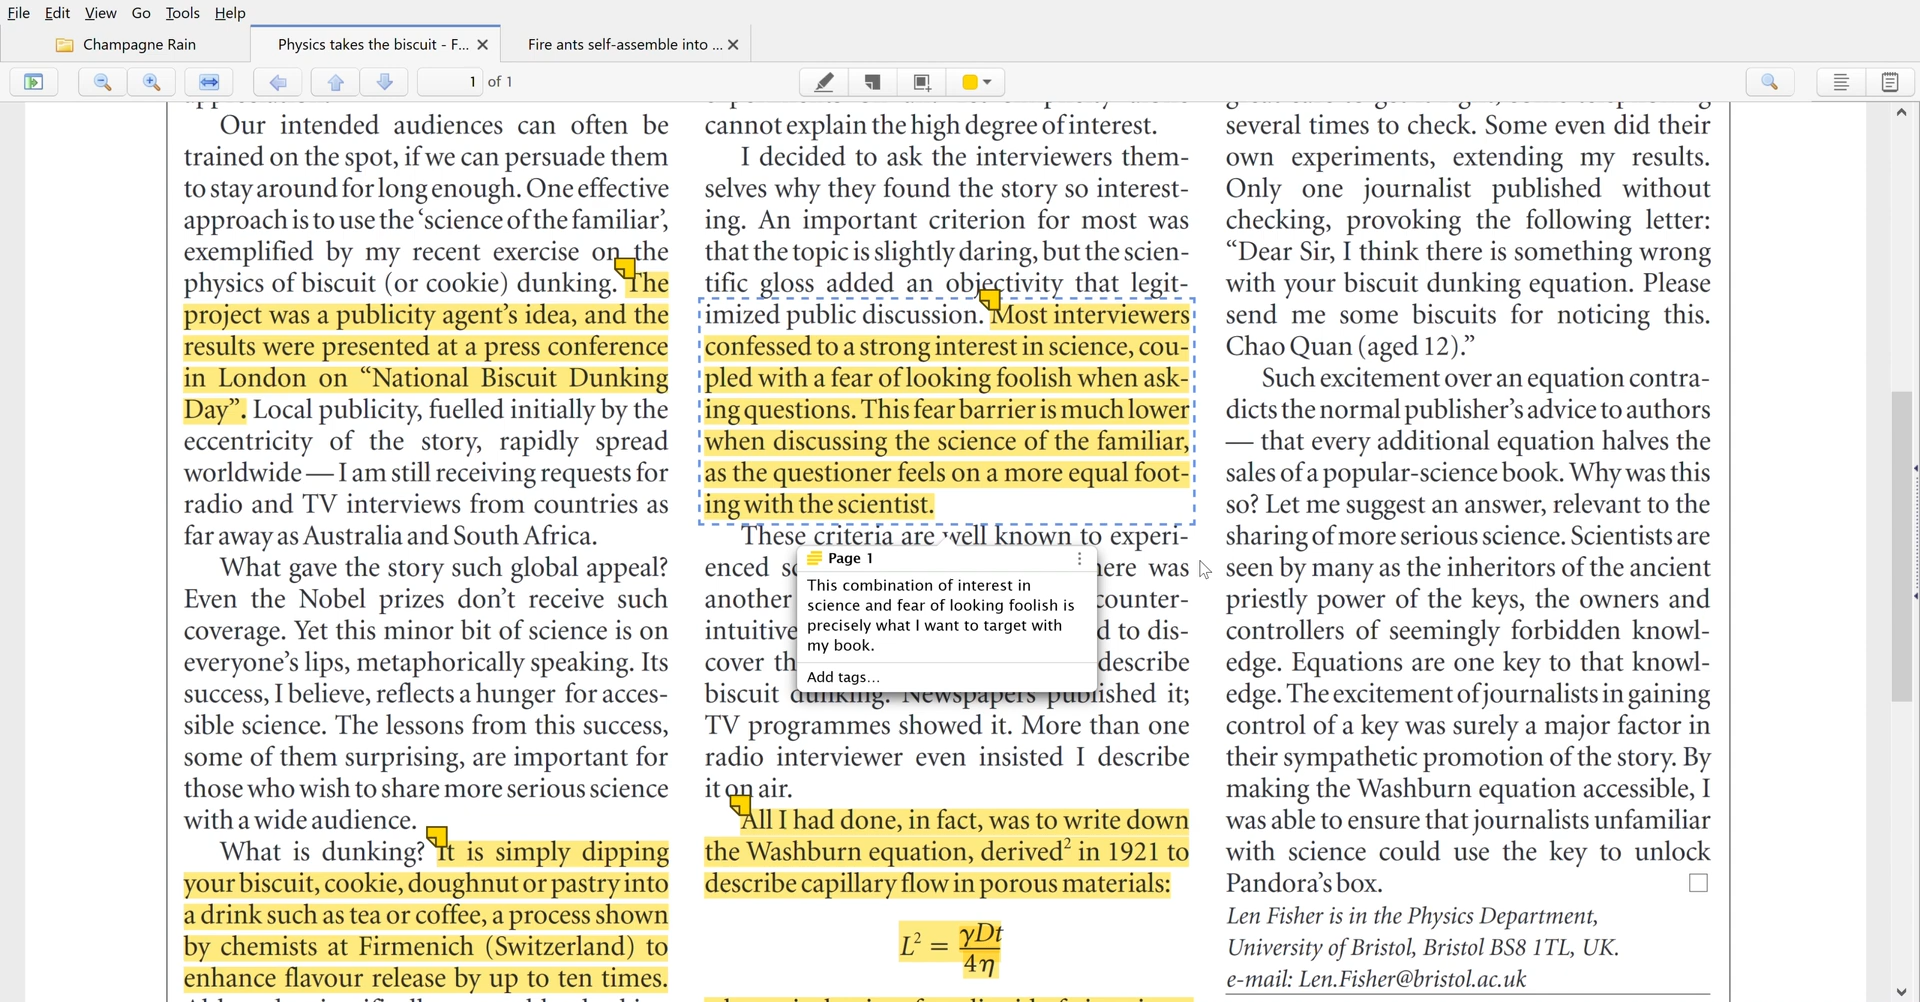 File Edit View Go Tools Help
Champagne Rain
Physics takes the biscuit - F...
Fire ants self-assemble into ...
1 of 1
Our intended audiences can often be
trained on the spot, if we can persuade them
to stay around for long enough. One effective
approach is to use the ‘science of the familiar’,
exemplified by my recent exercise on the
physics of biscuit (or cookie) dunking. The
project was a publicity agent’s idea, and the
results were presented at a press conference
in London on “National Biscuit Dunking
Day”. Local publicity, fuelled initially by the
eccentricity of the story, rapidly spread
worldwide — I am still receiving requests for
radio and TV interviews from countries as
far away as Australia and South Africa.
What gave the story such global appeal?
Even the Nobel prizes don’t receive such
coverage. Yet this minor bit of science is on
everyone’s lips, metaphorically speaking. Its
success, I believe, reflects a hunger for acces-
sible science. The lessons from this success,
some of them surprising, are important for
those who wish to share more serious science
with a wide audience.
What is dunking? It is simply dipping
your biscuit, cookie, doughnut or pastry into
a drink such as tea or coffee, a process shown
by chemists at Firmenich (Switzerland) to
enhance flavour release by up to ten times.
cannot explain the high degree of interest.
I decided to ask the interviewers them-
selves why they found the story so interest-
ing. An important criterion for most was
that the topic is slightly daring, but the scien-
tific gloss added an objectivity that legit-
imized public discussion. Most interviewers
confessed to a strong interest in science, cou-
pled with a fear of looking foolish when ask-
ing questions. This fear barrier is much lower
when discussing the science of the familiar,
as the questioner feels on a more equal foot-
ing with the scientist.
These criteria are well known to experi-
enced here was
another counter-
intuitive d to dis-
cover describe
biscuit dunking. Newspapers published it;
TV programmes showed it. More than one
radio interviewer even insisted I describe
it on air.
All I had done, in fact, was to write down
the Washburn equation, derived² in 1921 to
describe capillary flow in porous materials:
L² = γDt
4η
Page 1
This combination of interest in
science and fear of looking foolish is
precisely what I want to target with
my book.
Add tags...
several times to check. Some even did their
own experiments, extending my results.
Only one journalist published without
checking, provoking the following letter:
“Dear Sir, I think there is something wrong
with your biscuit dunking equation. Please
send me some biscuits for noticing this.
Chao Quan (aged 12).”
Such excitement over an equation contra-
dicts the normal publisher’s advice to authors
— that every additional equation halves the
sales of a popular-science book. Why was this
so? Let me suggest an answer, relevant to the
sharing of more serious science. Scientists are
seen by many as the inheritors of the ancient
priestly power of the keys, the owners and
controllers of seemingly forbidden knowl-
edge. Equations are one key to that knowl-
edge. The excitement of journalists in gaining
control of a key was surely a major factor in
their sympathetic promotion of the story. By
making the Washburn equation accessible, I
was able to ensure that journalists unfamiliar
with science could use the key to unlock
Pandora’s box.
Len Fisher is in the Physics Department,
University of Bristol, Bristol BS8 1TL, UK.
e-mail: Len.Fisher@bristol.ac.uk